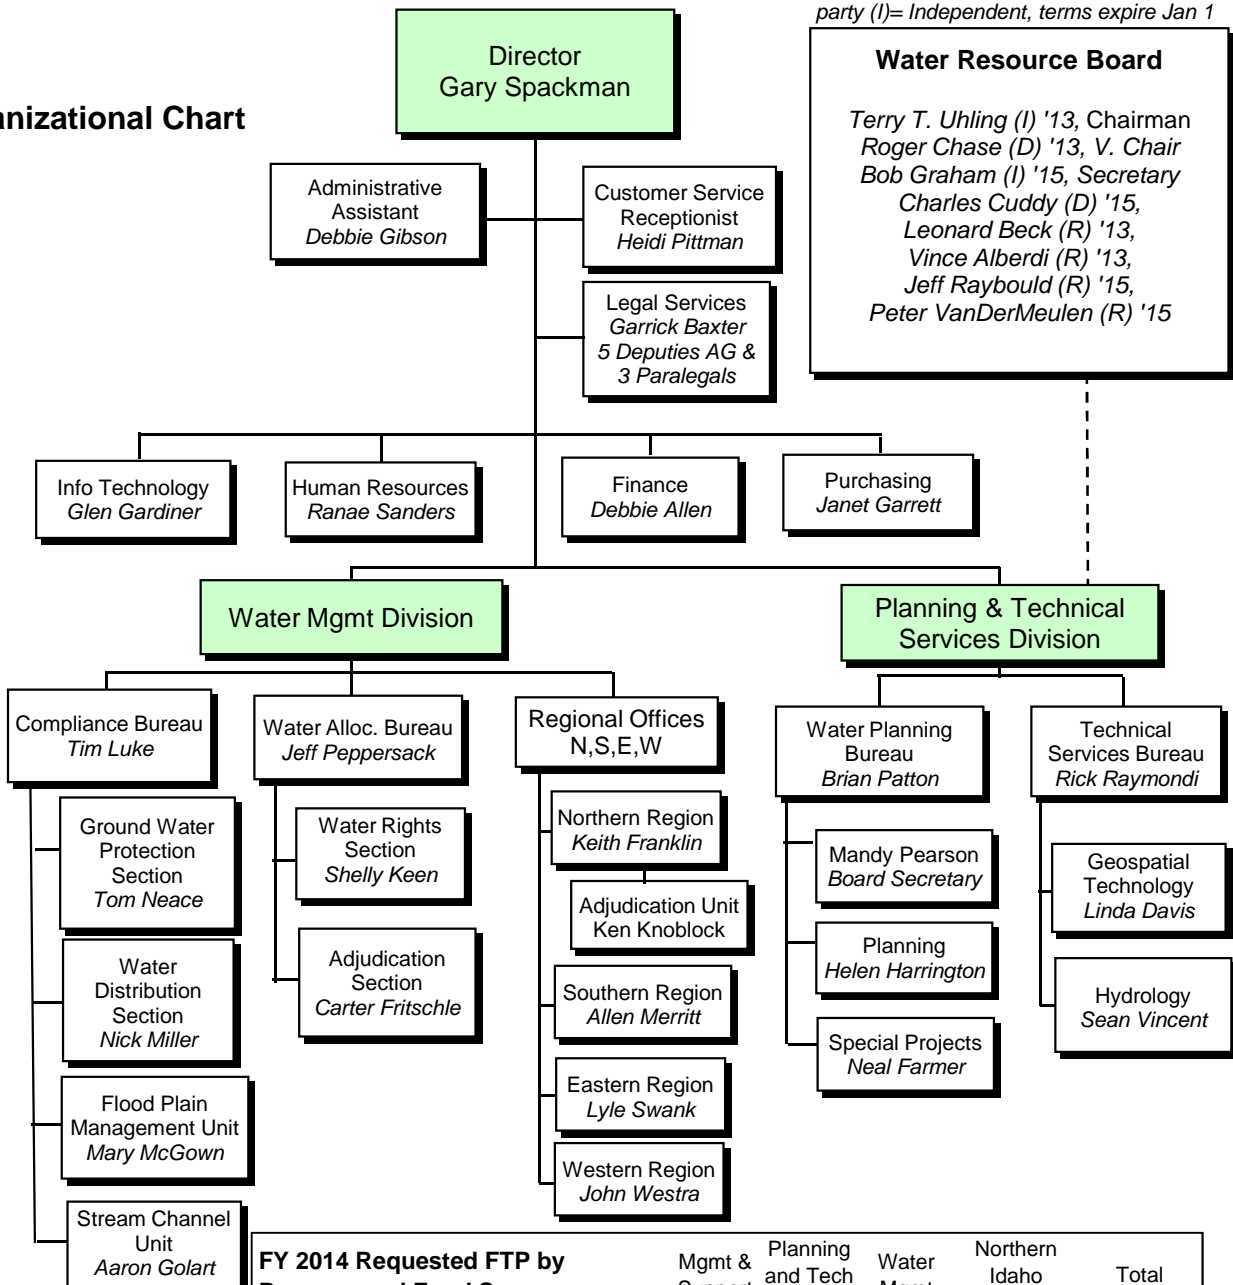 party (I)= Independent, terms expire Jan 1
Director
Gary Spackman
Water Resource Board
Terry T. Uhling (I) '13, Chairman
Roger Chase (D) '13, V. Chair
Bob Graham (I) '15, Secretary
Charles Cuddy (D) '15,
Leonard Beck (R) '13,
Vince Alberdi (R) '13,
Jeff Raybould (R) '15,
Peter VanDerMeulen (R) '15
anizational Chart
Administrative
Assistant
Debbie Gibson
Customer Service
Receptionist
Heidi Pittman
Legal Services
Garrick Baxter
5 Deputies AG &
3 Paralegals
Info Technology
Glen Gardiner
Human Resources
Ranae Sanders
Finance
Debbie Allen
Purchasing
Janet Garrett
Water Mgmt Division
Planning & Technical
Services Division
Compliance Bureau
Tim Luke
Water Alloc. Bureau
Jeff Peppersack
Regional Offices
N,S,E,W
Water Planning
Bureau
Brian Patton
Technical
Services Bureau
Rick Raymondi
Ground Water
Protection
Section
Tom Neace
Water
Distribution
Section
Nick Miller
Flood Plain
Management Unit
Mary McGown
Stream Channel
Unit
Aaron Golart
Water Rights
Section
Shelly Keen
Adjudication
Section
Carter Fritschle
Northern Region
Keith Franklin
Adjudication Unit
Ken Knoblock
Southern Region
Allen Merritt
Eastern Region
Lyle Swank
Western Region
John Westra
Mandy Pearson
Board Secretary
Planning
Helen Harrington
Special Projects
Neal Farmer
Geospatial
Technology
Linda Davis
Hydrology
Sean Vincent
FY 2014 Requested FTP by
Mgmt &
Planning
and Tech
Water
Northern
Idaho
Total